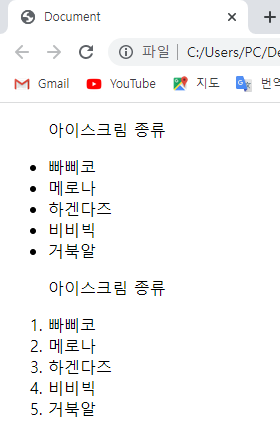 Document
파일 C:/Users/PC/De
Gmail YouTube 지도 번역
아이스크림 종류
• 빠삐코
• 메로나
• 하겐다즈
• 비비빅
• 거북알
아이스크림 종류
1. 빠삐코
2. 메로나
3. 하겐다즈
4. 비비빅
5. 거북알